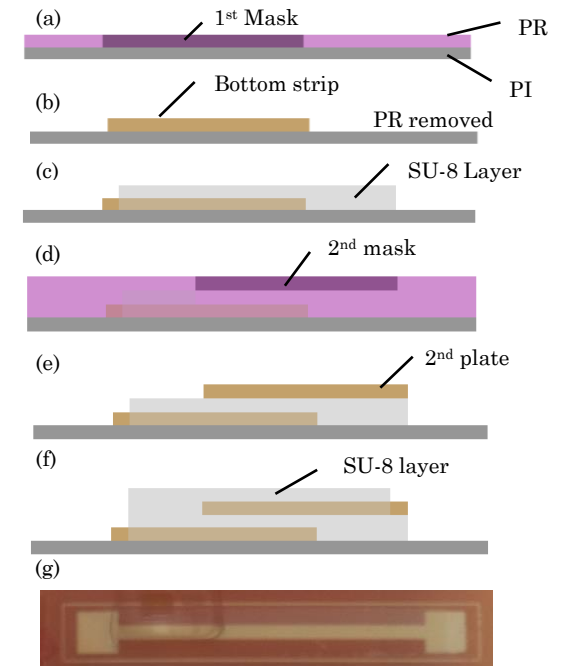 (a)
1st Mask
PR
PI
(b)
Bottom strip
PR removed
(c)
SU-8 Layer
(d)
2nd mask
(e)
2nd plate
(f)
SU-8 layer
(g)